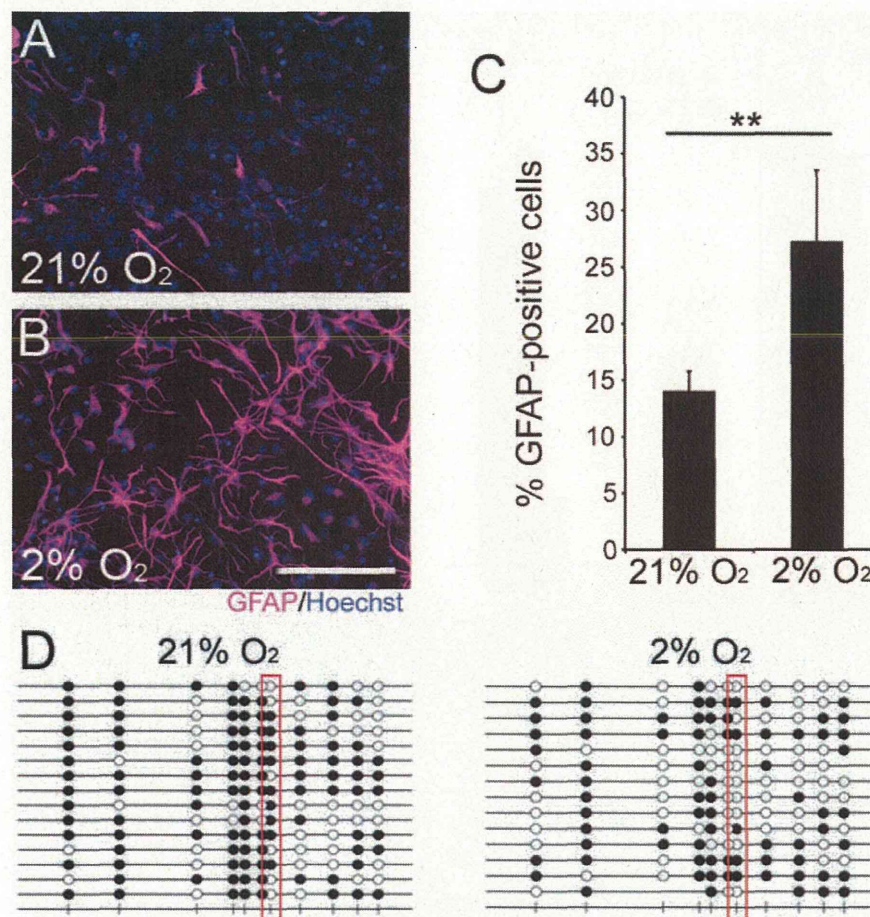 A
21% O2
B
2% O2
GFAP/Hoechst
C
% GFAP-positive cells
40
35
30
25
20
15
10
5
0
**
21% O2
2% O2
D
21% O2
2% O2